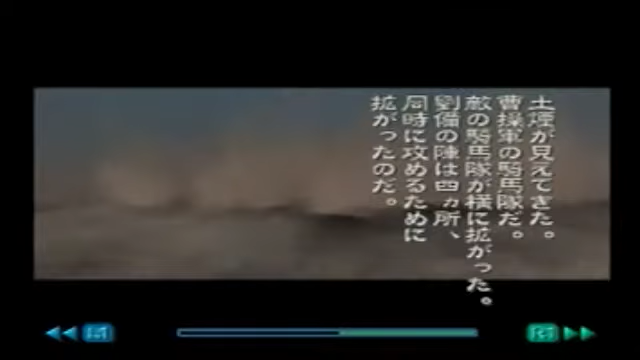 土煙が見えてきた。
曹操軍の騎馬隊だ。
敵の騎馬隊が横に拡がった。
劉備の陣は四ヵ所、
同時に攻めるために
拡がったのだ。